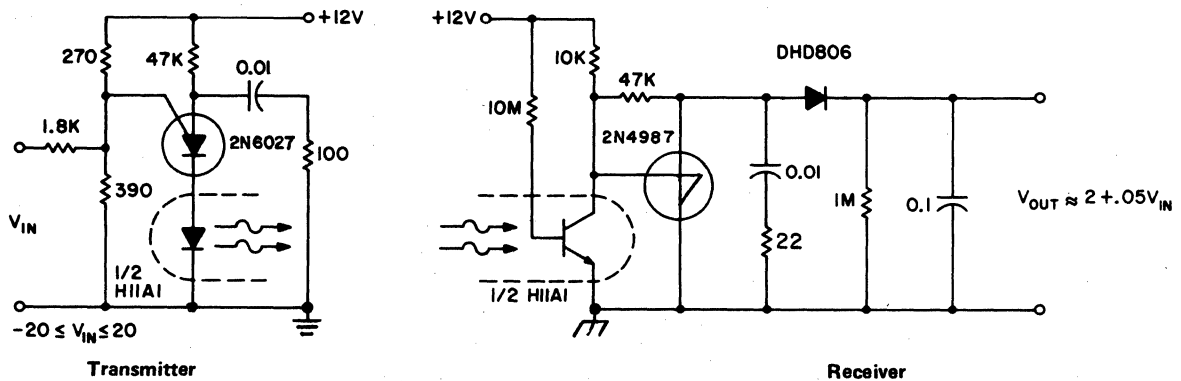 +12V
270
47K
0.01
1.8K
2N6027
100
390
V_IN
1/2
H11A1
-20 ≤ V_IN ≤ 20
Transmitter
+12V
10K
DHD806
47K
10M
2N4987
0.01
1M
0.1
V_OUT ≈ 2 +.05V_IN
22
1/2 H11A1
Receiver